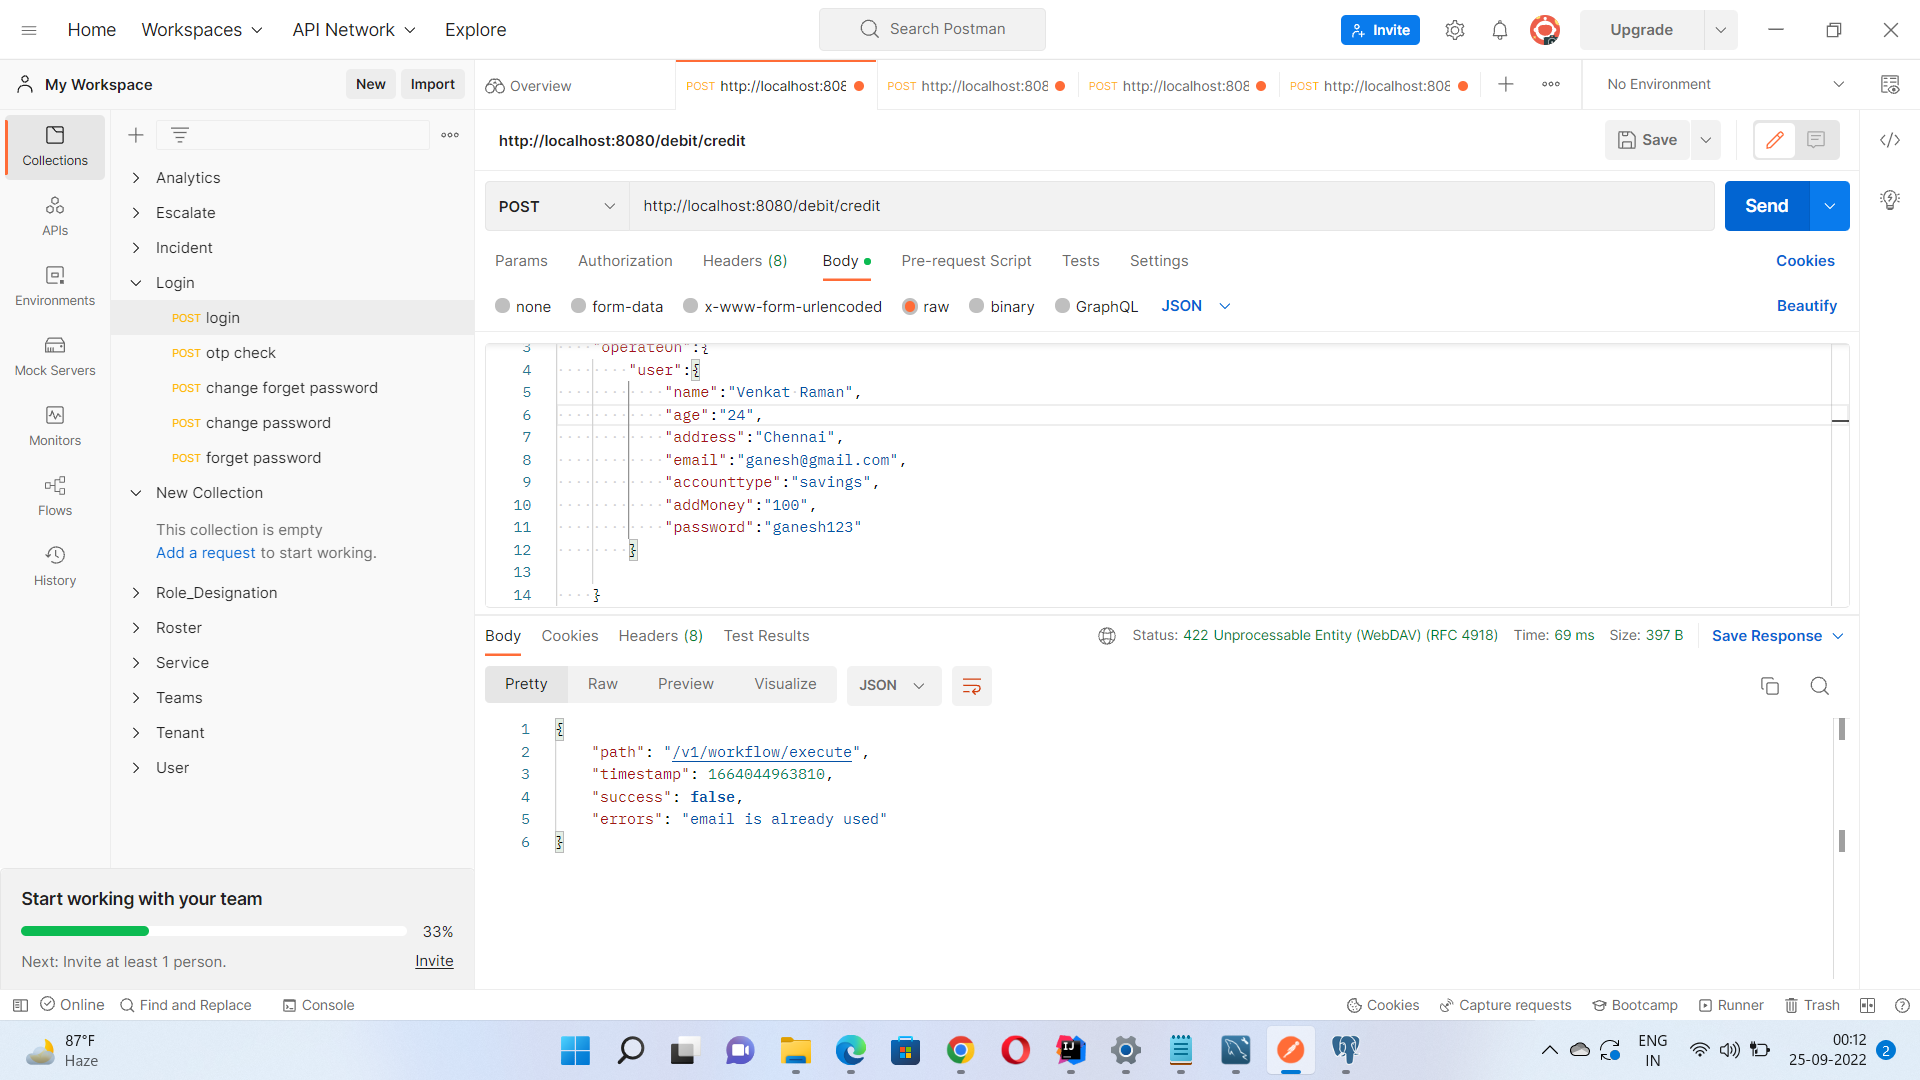 Home
Workspaces
API Network
Explore
Search Postman
Invite
Upgrade
My Workspace
New
Import
Overview
POST http://localhost:808
POST http://localhost:808
POST http://localhost:808
POST http://localhost:808
No Environment
Collections
APIs
Environments
Mock Servers
Monitors
Flows
History
Analytics
Escalate
Incident
Login
POST login
POST otp check
POST change forget password
POST change password
POST forget password
New Collection
This collection is empty
Add a request to start working.
Role_Designation
Roster
Service
Teams
Tenant
User
Start working with your team
33%
Next: Invite at least 1 person.
Invite
http://localhost:8080/debit/credit
Save
POST
http://localhost:8080/debit/credit
Send
Params
Authorization
Headers (8)
Body
Pre-request Script
Tests
Settings
Cookies
none
form-data
x-www-form-urlencoded
raw
binary
GraphQL
JSON
Beautify
3 "operateOn":{
4 "user":{
5 "name":"Venkat Raman",
6 "age":"24",
7 "address":"Chennai",
8 "email":"ganesh@gmail.com",
9 "accounttype":"savings",
10 "addMoney":"100",
11 "password":"ganesh123"
12 }
13
14 }
Body
Cookies
Headers (8)
Test Results
Status: 422 Unprocessable Entity (WebDAV) (RFC 4918)
Time: 69 ms
Size: 397 B
Save Response
Pretty
Raw
Preview
Visualize
JSON
1 {
2 "path": "/v1/workflow/execute",
3 "timestamp": 1664044963810,
4 "success": false,
5 "errors": "email is already used"
6 }
Online
Find and Replace
Console
Cookies
Capture requests
Bootcamp
Runner
Trash
87°F
Haze
IJ
ENG
IN
00:12
25-09-2022
2